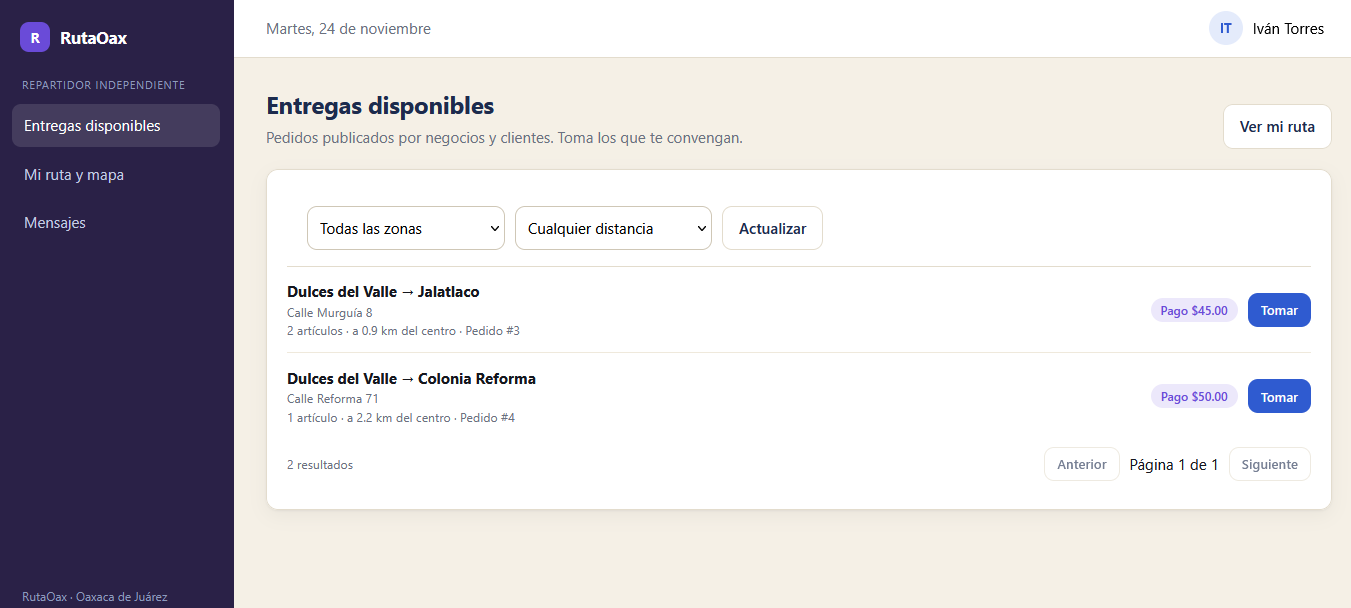 R RutaOax
REPARTIDOR INDEPENDIENTE
Entregas disponibles
Mi ruta y mapa
Mensajes
RutaOax · Oaxaca de Juárez
Martes, 24 de noviembre
IT Iván Torres
Entregas disponibles
Pedidos publicados por negocios y clientes. Toma los que te convengan.
Ver mi ruta
Todas las zonas Cualquier distancia Actualizar
Dulces del Valle → Jalatlaco
Calle Murguía 8
2 artículos · a 0.9 km del centro · Pedido #3
Pago $45.00 Tomar
Dulces del Valle → Colonia Reforma
Calle Reforma 71
1 artículo · a 2.2 km del centro · Pedido #4
Pago $50.00 Tomar
2 resultados
Anterior Página 1 de 1 Siguiente